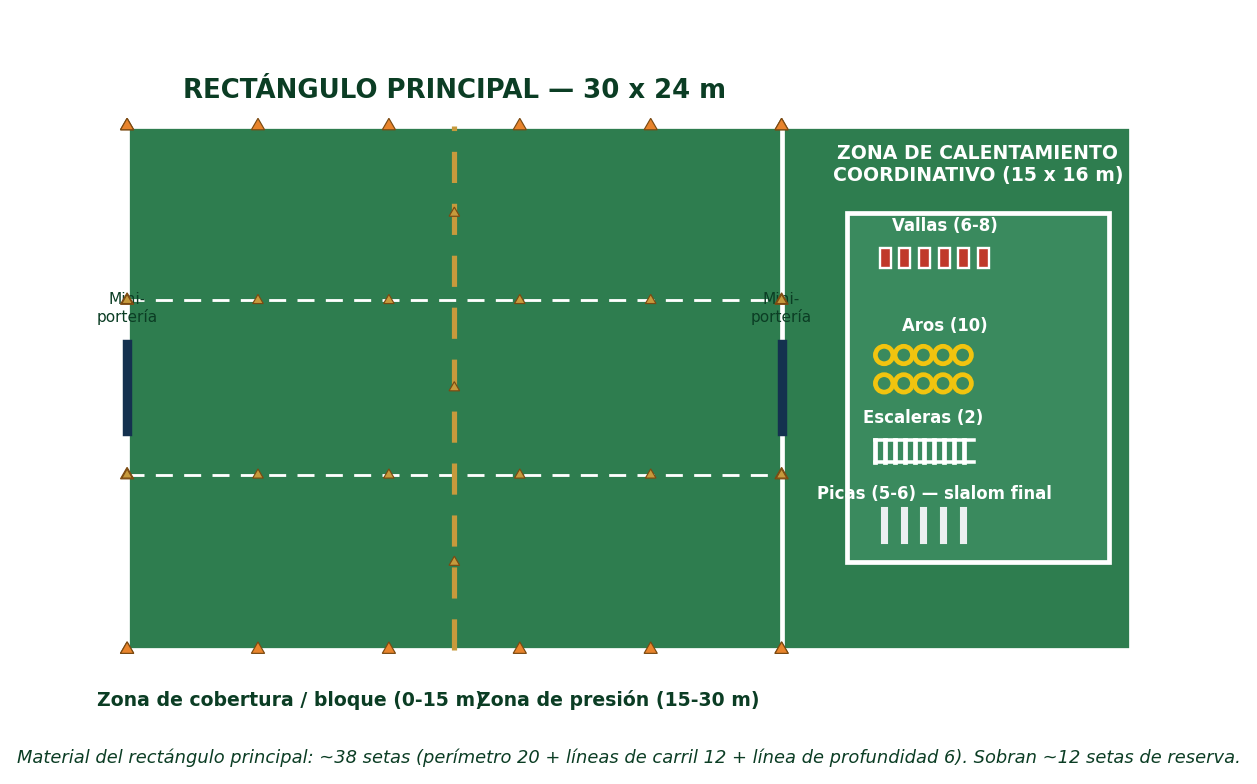 RECTÁNGULO PRINCIPAL — 30 x 24 m
ZONA DE CALENTAMIENTO
COORDINATIVO (15 x 16 m)
Vallas (6-8)
Mini-
portería
Mini-
portería
Aros (10)
Escaleras (2)
Picas (5-6) — slalom final
Zona de cobertura / bloque (0-15 m)
Zona de presión (15-30 m)
Material del rectángulo principal: ~38 setas (perímetro 20 + líneas de carril 12 + línea de profundidad 6). Sobran ~12 setas de reserva.